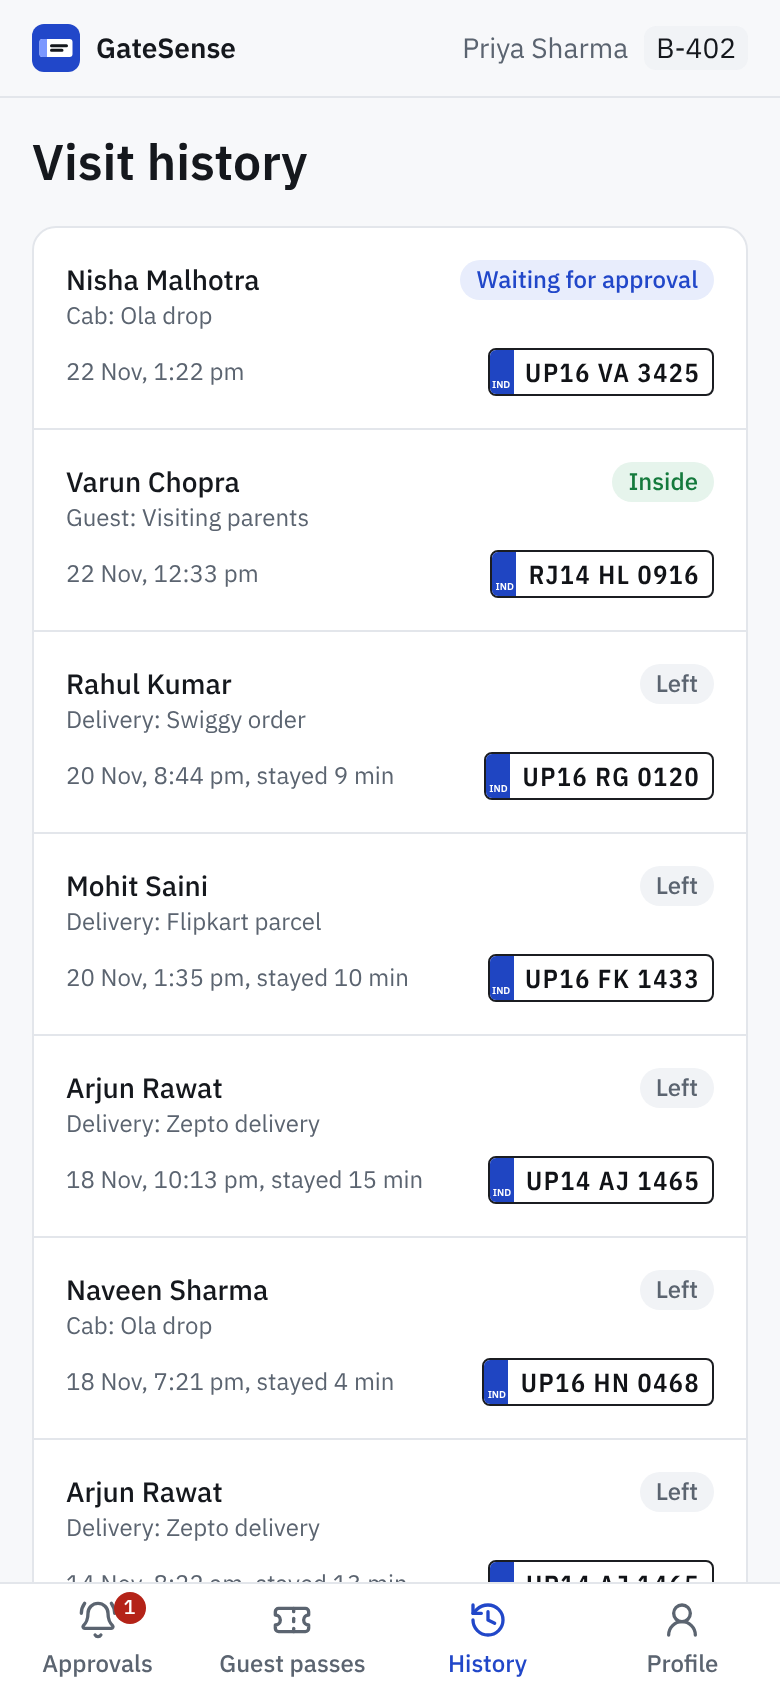 GateSense
Priya Sharma B-402
Visit history
Nisha Malhotra
Waiting for approval
Cab: Ola drop
22 Nov, 1:22 pm
IND UP16 VA 3425
Varun Chopra
Inside
Guest: Visiting parents
22 Nov, 12:33 pm
IND RJ14 HL 0916
Rahul Kumar
Left
Delivery: Swiggy order
20 Nov, 8:44 pm, stayed 9 min
IND UP16 RG 0120
Mohit Saini
Left
Delivery: Flipkart parcel
20 Nov, 1:35 pm, stayed 10 min
IND UP16 FK 1433
Arjun Rawat
Left
Delivery: Zepto delivery
18 Nov, 10:13 pm, stayed 15 min
IND UP14 AJ 1465
Naveen Sharma
Left
Cab: Ola drop
18 Nov, 7:21 pm, stayed 4 min
IND UP16 HN 0468
Arjun Rawat
Left
Delivery: Zepto delivery
UP14 AJ 1465
1
Approvals
Guest passes
History
Profile